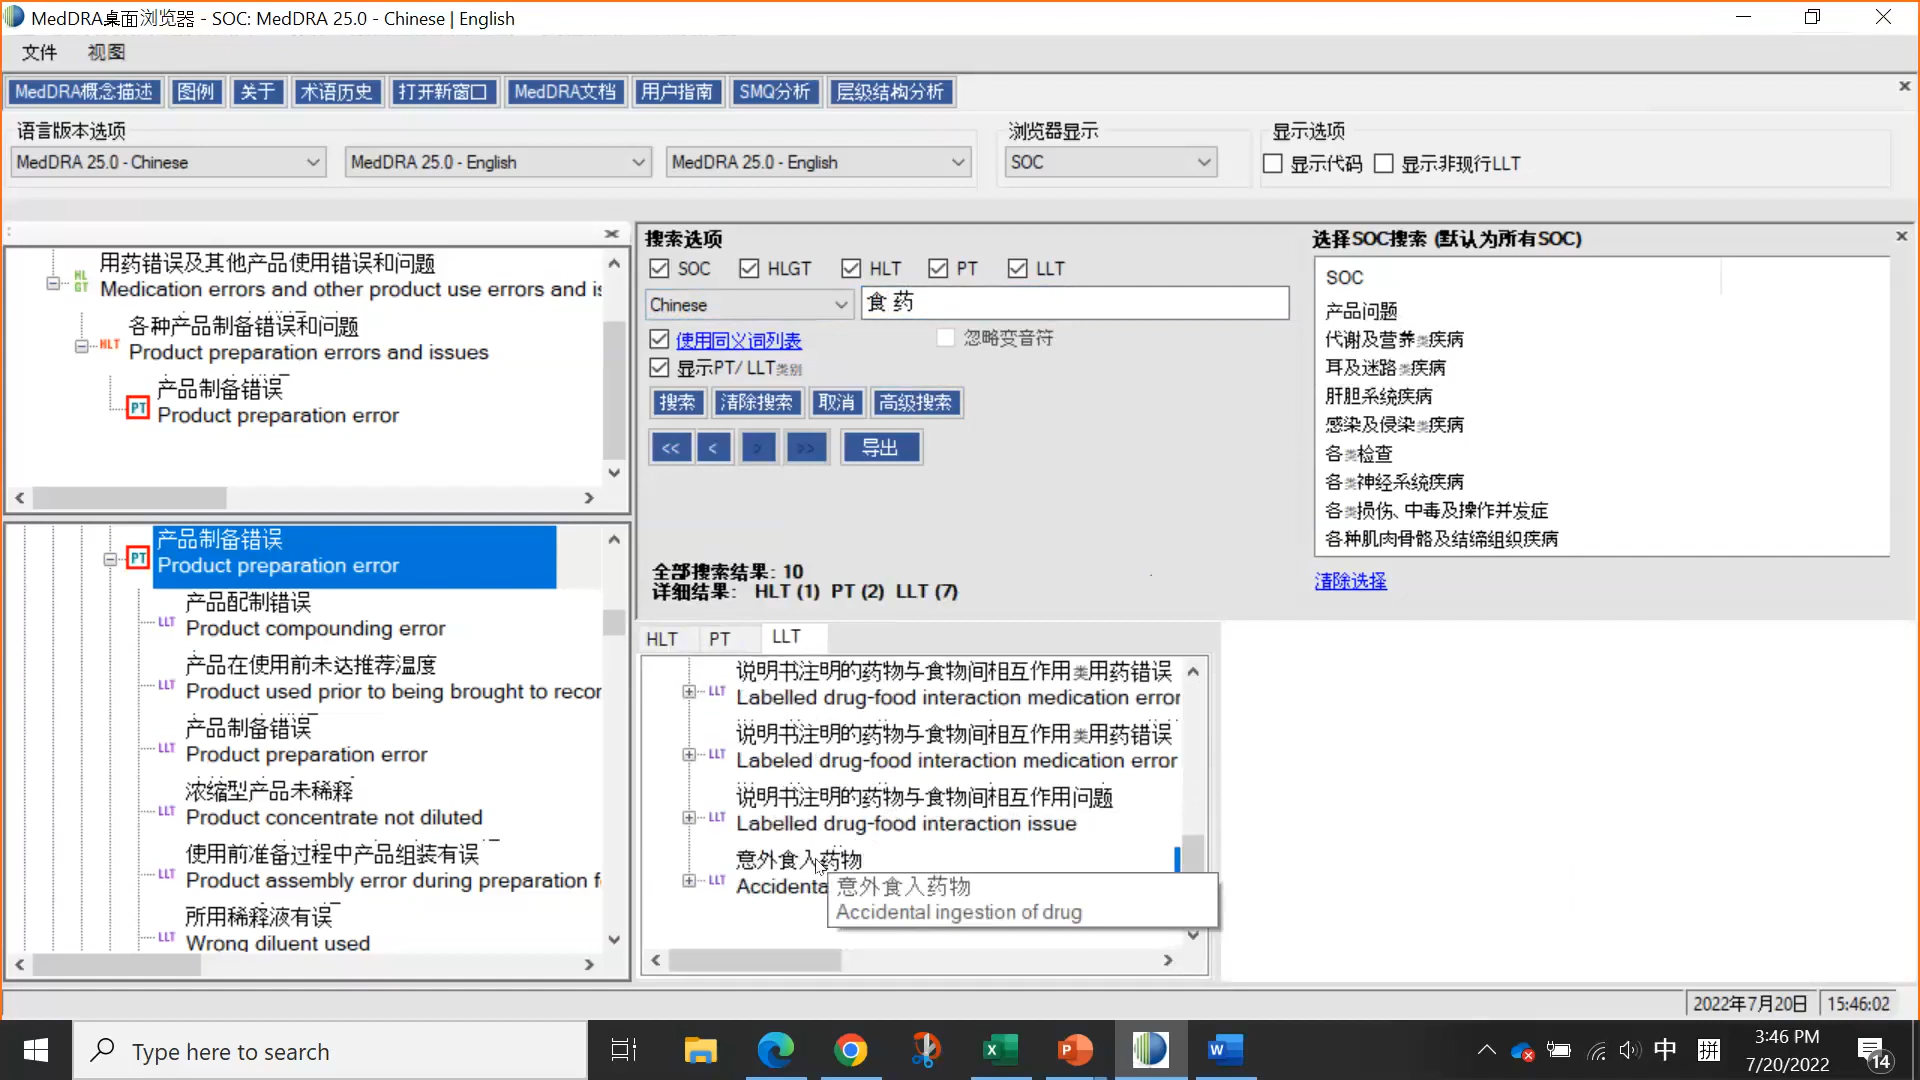 MedDRA桌面浏览器 - SOC: MedDRA 25.0 - Chinese | English
文件 视图
MedDRA概念描述 图例 关于 术语历史 打开新窗口 MedDRA文档 用户指南 SMQ分析 层级结构分析
语言版本选项 浏览器显示 显示选项
MedDRA 25.0 - Chinese MedDRA 25.0 - English MedDRA 25.0 - English SOC 显示代码 显示非现行LLT
用药错误及其他产品使用错误和问题
HL
GT
Medication errors and other product use errors and is
各种产品制备错误和问题
HLT
Product preparation errors and issues
产品制备错误
PT
Product preparation error
产品制备错误
PT
Product preparation error
产品配制错误
LLT
Product compounding error
产品在使用前未达推荐温度
LLT
Product used prior to being brought to recor
产品制备错误
LLT
Product preparation error
浓缩型产品未稀释
LLT
Product concentrate not diluted
使用前准备过程中产品组装有误
LLT
Product assembly error during preparation f
所用稀释液有误
LLT
Wrong diluent used
搜索选项
SOC HLGT HLT PT LLT
Chinese 食 药
使用同义词列表 忽略变音符
显示PT/ LLT类别
搜索 清除搜索 取消 高级搜索
<< < > >> 导出
全部搜索结果: 10
详细结果: HLT (1) PT (2) LLT (7)
选择SOC搜索 (默认为所有SOC)
SOC
产品问题
代谢及营养类疾病
耳及迷路类疾病
肝胆系统疾病
感染及侵染类疾病
各类检查
各类神经系统疾病
各类损伤、中毒及操作并发症
各种肌肉骨骼及结缔组织疾病
清除选择
HLT PT LLT
说明书注明的药物与食物间相互作用类用药错误
LLT
Labelled drug-food interaction medication error
说明书注明的药物与食物间相互作用类用药错误
LLT
Labeled drug-food interaction medication error
说明书注明的药物与食物间相互作用问题
LLT
Labelled drug-food interaction issue
意外食入药物
LLT
Accidenta
意外食入药物
Accidental ingestion of drug
2022年7月20日 15:46:02
Type here to search
中 拼
3:46 PM
7/20/2022
14